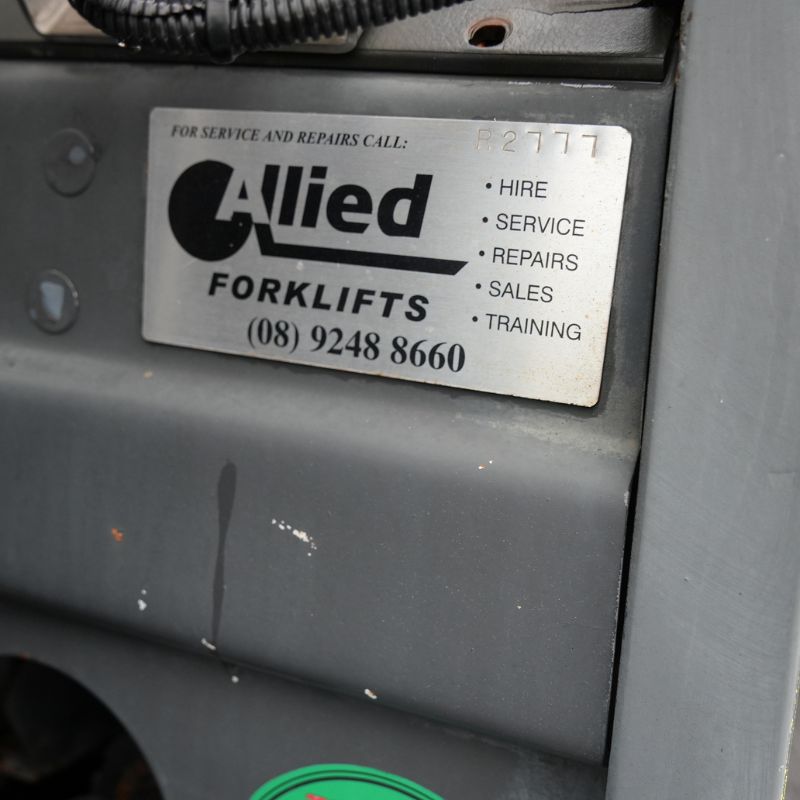 FOR SERVICE AND REPAIRS CALL:
R2777
Allied
FORKLIFTS
(08) 9248 8660
• HIRE
• SERVICE
• REPAIRS
• SALES
• TRAINING